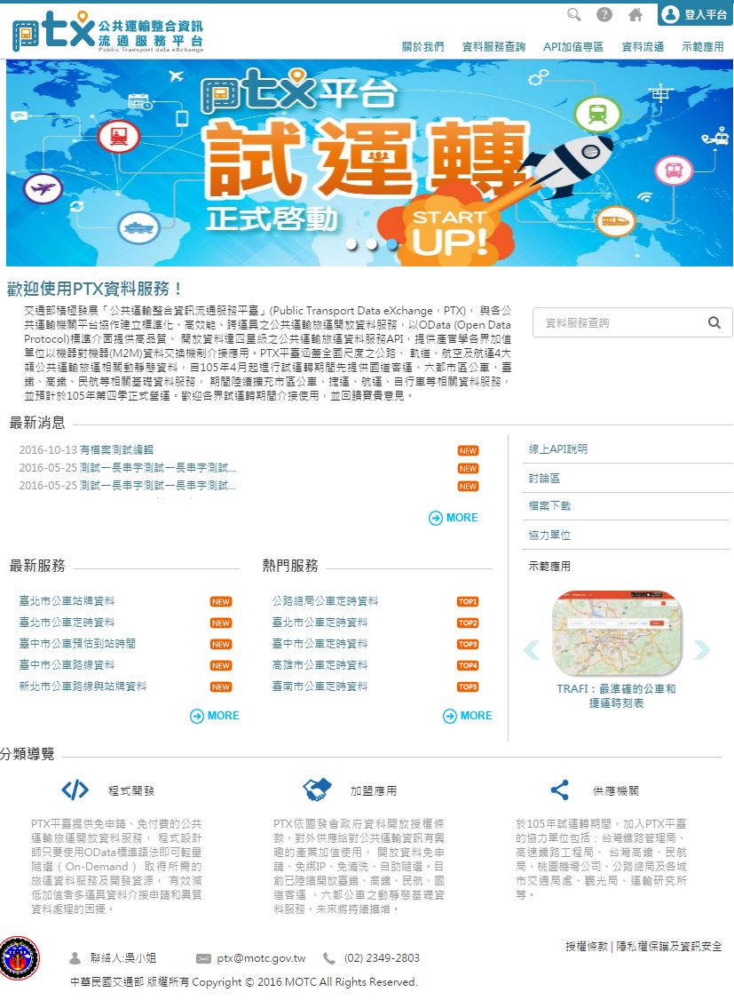 ptx 公共運輸整合資訊
流通服務平台
Public Transport data eXchange
登入平台
關於我們 資料服務查詢 API加值專區 資料流通 示範應用
ptx平台
試運轉
正式啓動
START
UP!
歡迎使用PTX資料服務！
交通部積極發展「公共運輸整合資訊流通服務平臺」(Public Transport Data eXchange，PTX)， 與各公
共運輸機關平台協作建立標準化、高效能、跨運具之公共運輸旅運開放資料服務，以OData (Open Data
Protocol)標準介面提供高品質、 開放資料達四星級之公共運輸旅運資料服務API，提供產官學各界加值
單位以機器對機器(M2M)資料交換機制介接應用。PTX平臺涵蓋全國尺度之公路、 軌道、航空及航運4大
類公共運輸旅運相關動靜態資料，自105年4月起進行試運轉期間先提供國道客運、六都市區公車、臺
鐵、高鐵、民航等相關基礎資料服務， 期間陸續擴充市區公車、捷運、航運、自行車等相關資料服務，
並預計於105年第四季正式營運。歡迎各界試運轉期間介接使用，並回饋寶貴意見。
資料服務查詢
最新消息
2016-10-13 有檔案測試編輯 NEW
2016-05-25 測試一長串字測試一長串字測試... NEW
2016-05-25 測試一長串字測試一長串字測試... NEW
MORE
線上API說明
討論區
檔案下載
協力單位
示範應用
TRAFI：最準確的公車和
捷運時刻表
最新服務
臺北市公車站牌資料 NEW
臺北市公車定時資料 NEW
臺中市公車預估到站時間 NEW
臺中市公車路線資料 NEW
新北市公車路線與站牌資料 NEW
MORE
熱門服務
公路總局公車定時資料 TOP1
臺北市公車定時資料 TOP2
臺中市公車定時資料 TOP3
高雄市公車定時資料 TOP4
臺南市公車定時資料 TOP5
MORE
分類導覽
程式開發
PTX平臺提供免申請、免付費的公共
運輸旅運開放資料服務， 程式設計
師只要使用OData標準語法即可輕量
隨選（On-Demand） 取得所需的
旅運資料服務及開發資源， 有效減
低加值者多運具資料介接申請和異質
資料處理的困擾。
加盟應用
PTX依國發會政府資料開放授權條
款，對外供應給對公共運輸資訊有興
趣的產業加值使用， 開放資料免申
請、免綁IP、免清洗、自助隨選。目
前已陸續開放臺鐵、高鐵、民航、國
道客運 、六都公車之動靜態基礎資
料服務，未來將持續擴增。
供應機關
於105年試運轉期間，加入PTX平臺
的協力單位包括：台灣鐵路管理局、
高速鐵路工程局、 台灣高鐵、民航
局、桃園機場公司、公路總局及各城
市交通局處、觀光局、運輸研究所
等。
授權條款 | 隱私權保護及資訊安全
聯絡人:吳小姐 ptx@motc.gov.tw (02) 2349-2803
中華民國交通部 版權所有 Copyright © 2016 MOTC All Rights Reserved.